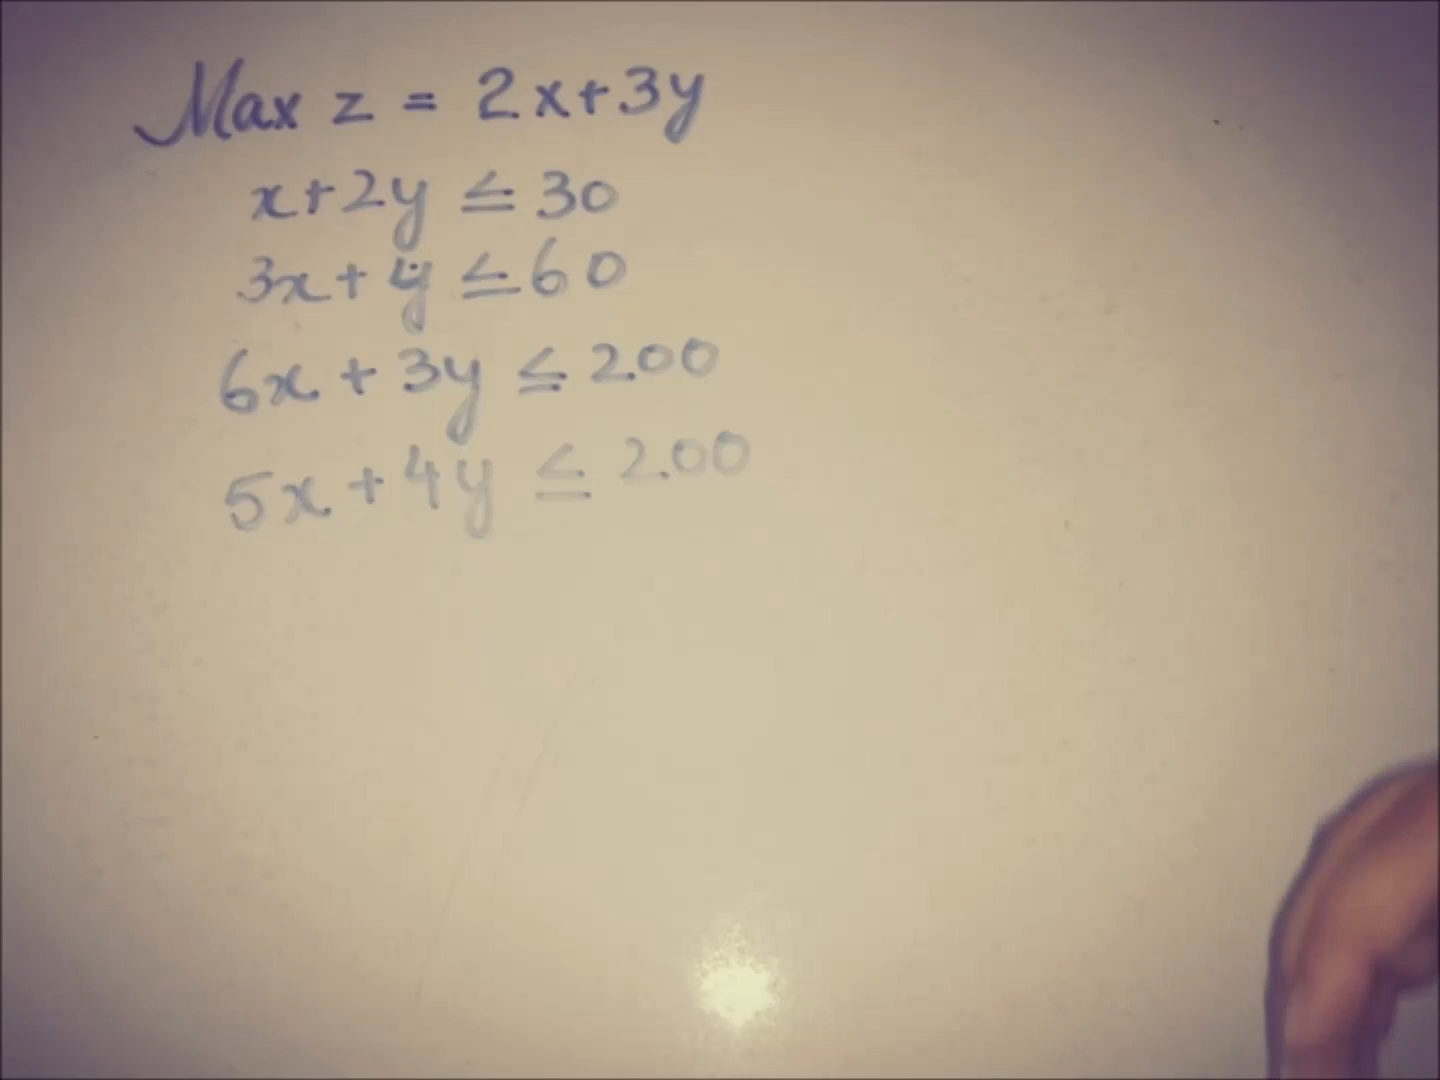 Max z = 2x+3y
x+2y ≤ 30
3x+y ≤ 60
6x + 3y ≤ 200
5x + 4y ≤ 200